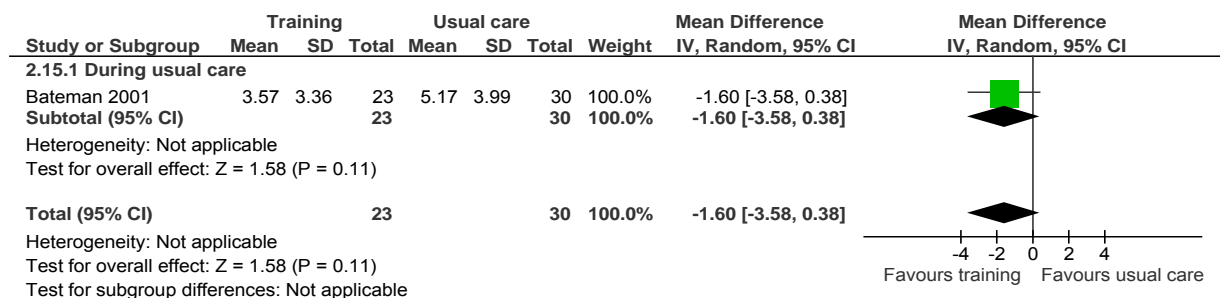 Training Usual care Mean Difference Mean Difference
Study or Subgroup Mean SD Total Mean SD Total Weight IV, Random, 95% CI IV, Random, 95% CI
2.15.1 During usual care
Bateman 2001 3.57 3.36 23 5.17 3.99 30 100.0% -1.60 [-3.58, 0.38]
Subtotal (95% CI) 23 30 100.0% -1.60 [-3.58, 0.38]
Heterogeneity: Not applicable
Test for overall effect: Z = 1.58 (P = 0.11)
Total (95% CI) 23 30 100.0% -1.60 [-3.58, 0.38]
Heterogeneity: Not applicable
Test for overall effect: Z = 1.58 (P = 0.11)
Test for subgroup differences: Not applicable
-4 -2 0 2 4
Favours training Favours usual care